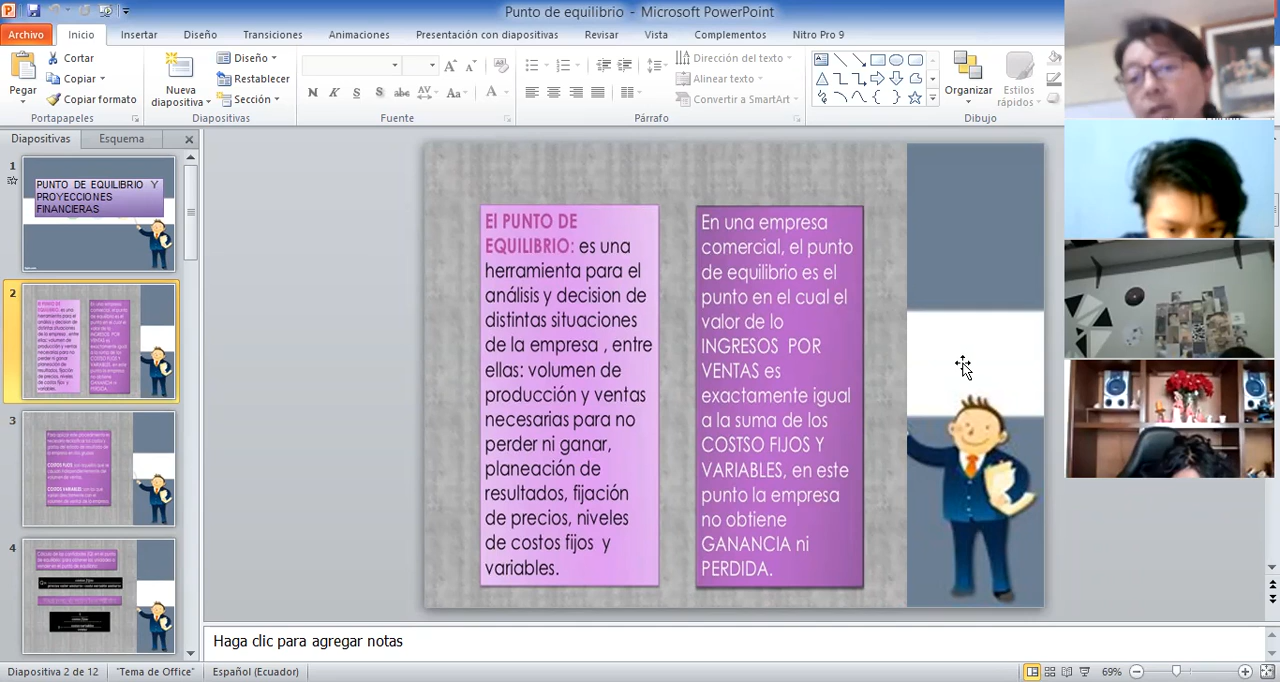 Punto de equilibrio - Microsoft PowerPoint
Archivo Inicio Insertar Diseño Transiciones Animaciones Presentación con diapositivas Revisar Vista Complementos Nitro Pro 9
Pegar
Cortar
Copiar
Copiar formato
Portapapeles
Nueva
diapositiva
Diseño
Restablecer
Sección
Diapositivas
N K S S abc AV Aa A
Fuente
Dirección del texto
Alinear texto
Convertir a SmartArt
Párrafo
Organizar
Estilos
rápidos
Dibujo
Diapositivas Esquema
1
PUNTO DE EQUILIBRIO Y
PROYECCIONES
FINANCIERAS
2
3
4
El PUNTO DE
EQUILIBRIO: es una
herramienta para el
análisis y decision de
distintas situaciones
de la empresa , entre
ellas: volumen de
producción y ventas
necesarias para no
perder ni ganar,
planeación de
resultados, fijación
de precios, niveles
de costos fijos y
variables.
En una empresa
comercial, el punto
de equilibrio es el
punto en el cual el
valor de lo
INGRESOS POR
VENTAS es
exactamente igual
a la suma de los
COSTSO FIJOS Y
VARIABLES, en este
punto la empresa
no obtiene
GANANCIA ni
PERDIDA.
Haga clic para agregar notas
Diapositiva 2 de 12 "Tema de Office" Español (Ecuador) 69%